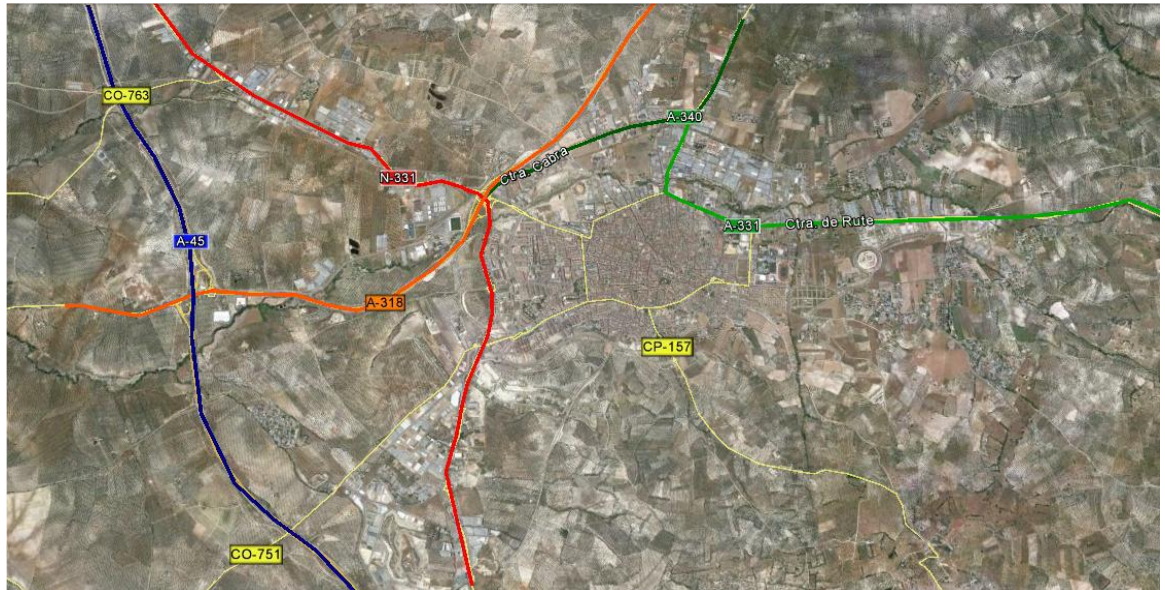 CO-763
A-340
Ctra. Cabra
N-331
A-331
Ctra. de Rute
A-45
A-318
CP-157
CO-751